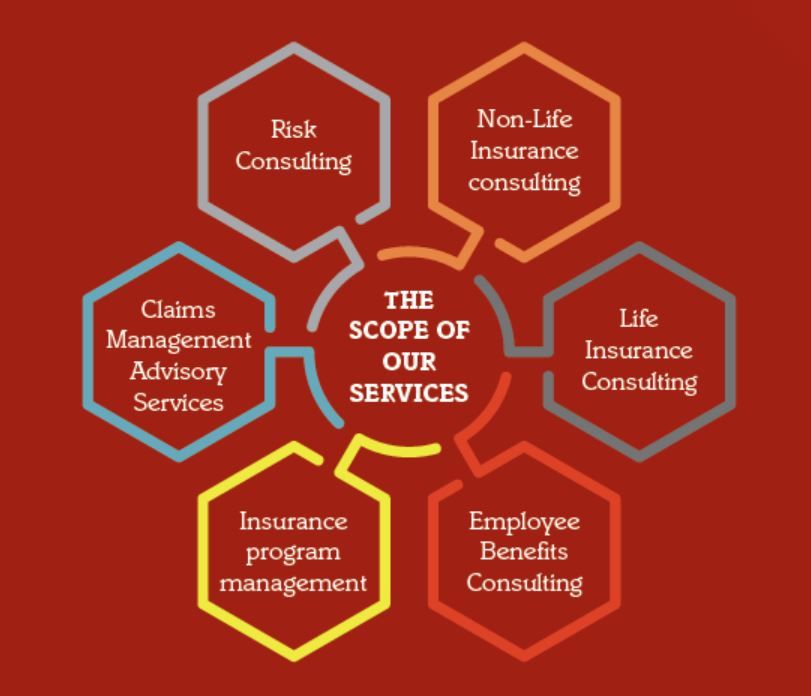 Risk
Consulting
Non-Life
Insurance
consulting
Claims
Management
Advisory
Services
THE
SCOPE OF
OUR
SERVICES
Life
Insurance
Consulting
Insurance
program
management
Employee
Benefits
Consulting